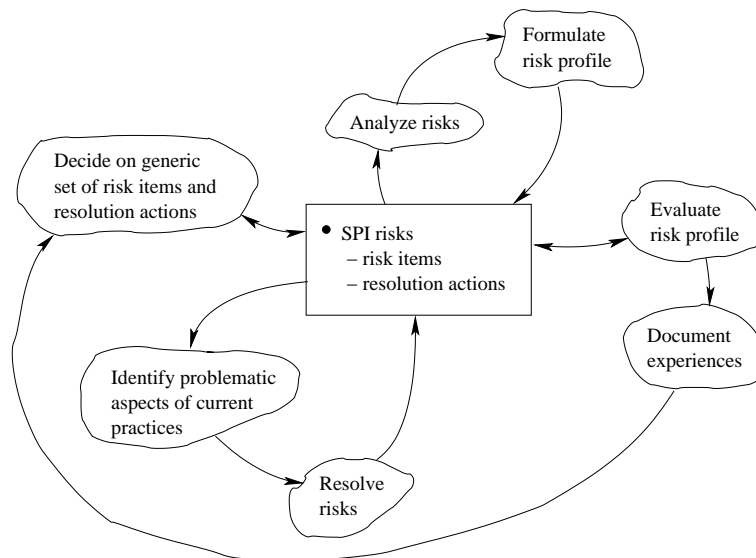 Formulate
risk profile
Analyze risks
Decide on generic
set of risk items and
resolution actions
• SPI risks
– risk items
– resolution actions
Evaluate
risk profile
Document
experiences
Identify problematic
aspects of current
practices
Resolve
risks